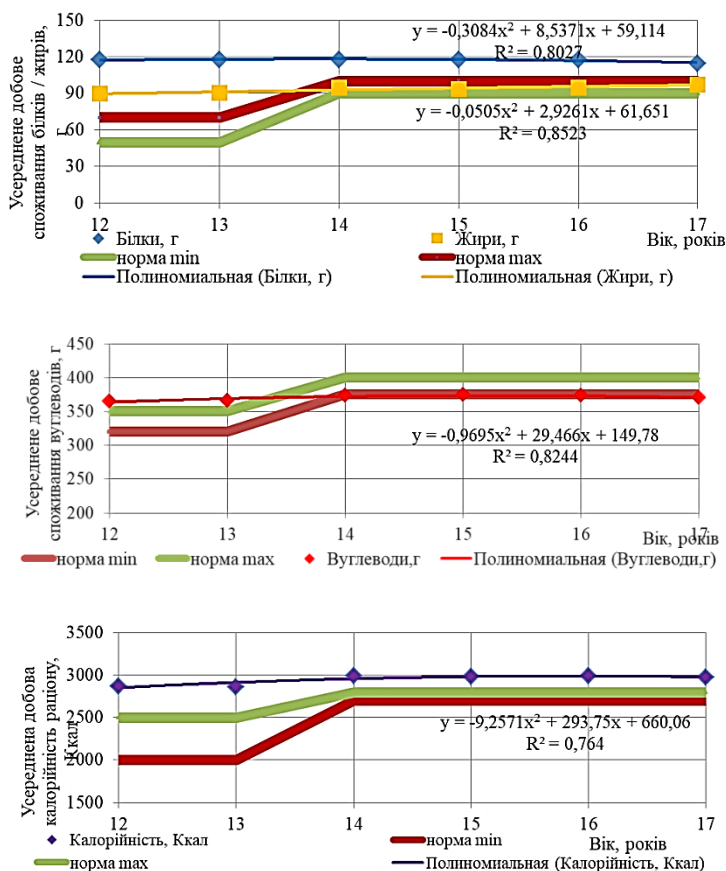 Усереднене добове
споживання білків / жирів,
г
150
120
90
60
30
0
y = -0,3084x² + 8,5371x + 59,114
R² = 0,8027
y = -0,0505x² + 2,9261x + 61,651
R² = 0,8523
12 13 14 15 16 17
Вік, років
Білки, г Жири, г
норма min норма max
Полиномиальная (Білки, г) Полиномиальная (Жири, г)
Усереднене добове
споживання вуглеводів, г
450
400
350
300
250
200
y = -0,9695x² + 29,466x + 149,78
R² = 0,8244
12 13 14 15 16 17
Вік, років
норма min норма max Вуглеводи,г Полиномиальная (Вуглеводи,г)
Усереднена добова
калорійність раціону,
Ккал
3500
3000
2500
2000
1500
y = -9,2571x² + 293,75x + 660,06
R² = 0,764
12 13 14 15 16 17
Вік, років
Калорійність, Ккал норма min
норма max Полиномиальная (Калорійність, Ккал)